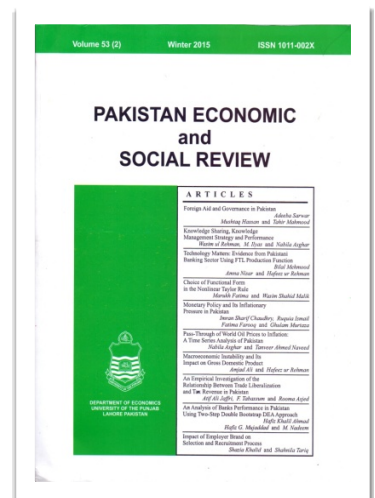 Volume 53 (2) Winter 2015 ISSN 1011-002X
PAKISTAN ECONOMIC
and
SOCIAL REVIEW
ARTICLES
Foreign Aid and Governance in Pakistan
Adeeba Sarwar
Mushtaq Hassan and Tahir Mahmood
Knowledge Sharing, Knowledge
Management Strategy and Performance
Wasim ul Rehman, M. Ilyas and Nabila Asghar
Technology Matters: Evidence from Pakistani
Banking Sector Using FTL Production Function
Bilal Mehmood
Amna Nisar and Hafeez ur Rehman
Choice of Functional Form
in the Nonlinear Taylor Rule
Mariah Fatima and Wasim Shahid Malik
Monetary Policy and Its Inflationary
Pressure in Pakistan
Imran Sharif Chaudhry, Ruqaia Ismail
Fatima Farooq and Ghulam Murtaza
Pass-Through of World Oil Prices to Inflation:
A Time Series Analysis of Pakistan
Nabila Asghar and Tanveer Ahmed Naveed
Macroeconomic Instability and Its
Impact on Gross Domestic Product
Amjad Ali and Hafeez ur Rehman
An Empirical Investigation of the
Relationship Between Trade Liberalization
and Tax Revenue in Pakistan
Atif Ali Jaffri, F. Tabassum and Rooma Asjed
An Analysis of Banks Performance in Pakistan
Using Two-Step Double Bootstrap DEA Approach
Hafiz Khalil Ahmad
Hafiz G. Mujaddad and M. Nadeem
Impact of Employer Brand on
Selection and Recruitment Process
Shazia Khalid and Shahnila Tariq
DEPARTMENT OF ECONOMICS
UNIVERSITY OF THE PUNJAB
LAHORE PAKISTAN